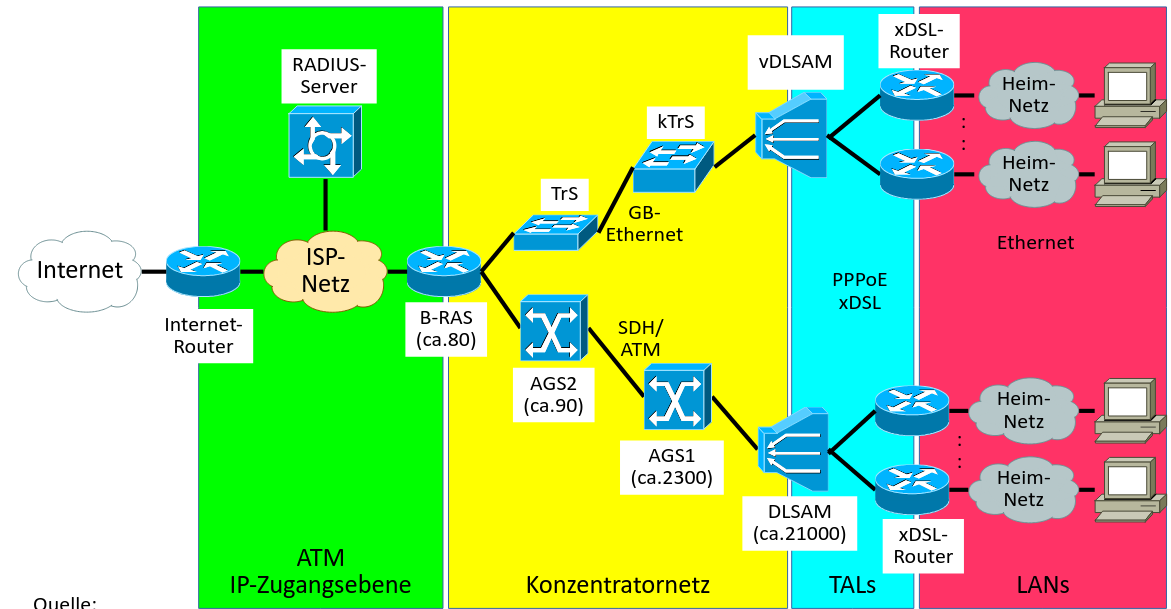 RADIUS-
Server
Internet
Internet-
Router
ISP-
Netz
B-RAS
(ca.80)
ATM
IP-Zugangsebene
TrS
kTrS
GB-
Ethernet
AGS2
(ca.90)
SDH/
ATM
AGS1
(ca.2300)
Konzentratornetz
vDLSAM
PPPoE
xDSL
DLSAM
(ca.21000)
TALs
xDSL-
Router
Heim-
Netz
Heim-
Netz
Ethernet
Heim-
Netz
Heim-
Netz
xDSL-
Router
LANs
Quelle: